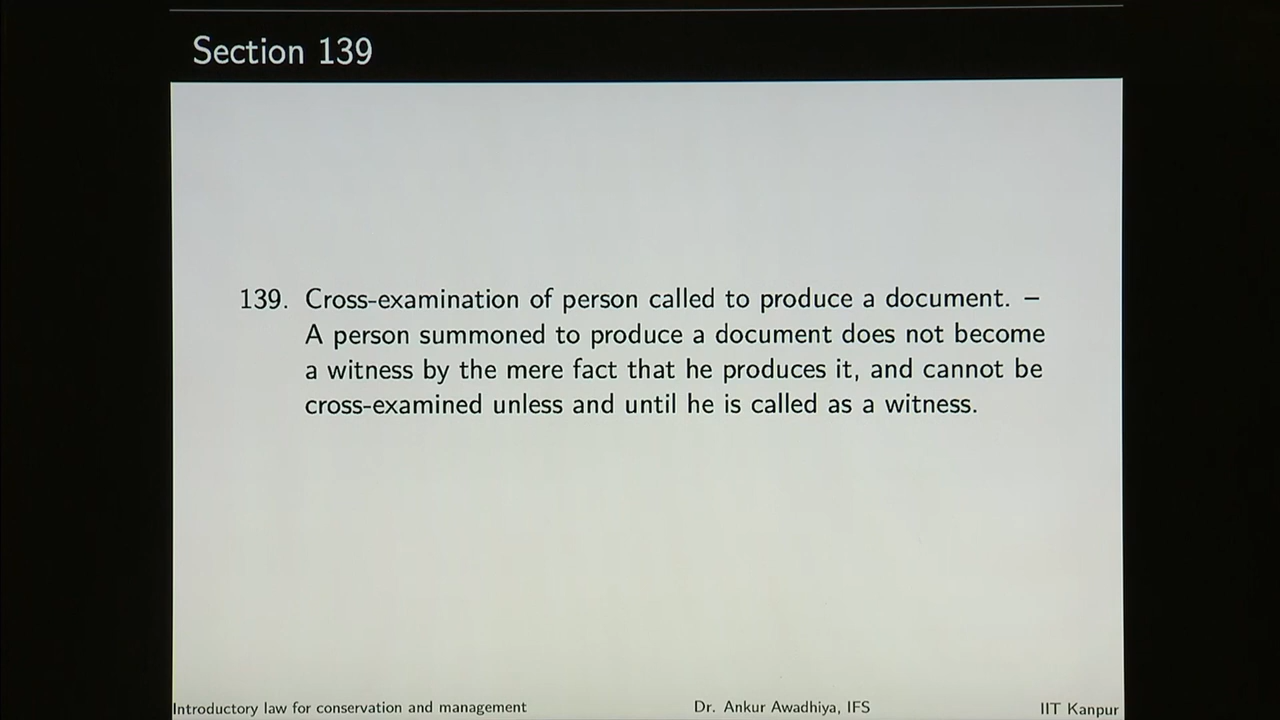 Section 139
139. Cross-examination of person called to produce a document. –
A person summoned to produce a document does not become
a witness by the mere fact that he produces it, and cannot be
cross-examined unless and until he is called as a witness.
Introductory law for conservation and management Dr. Ankur Awadhiya, IFS IIT Kanpur